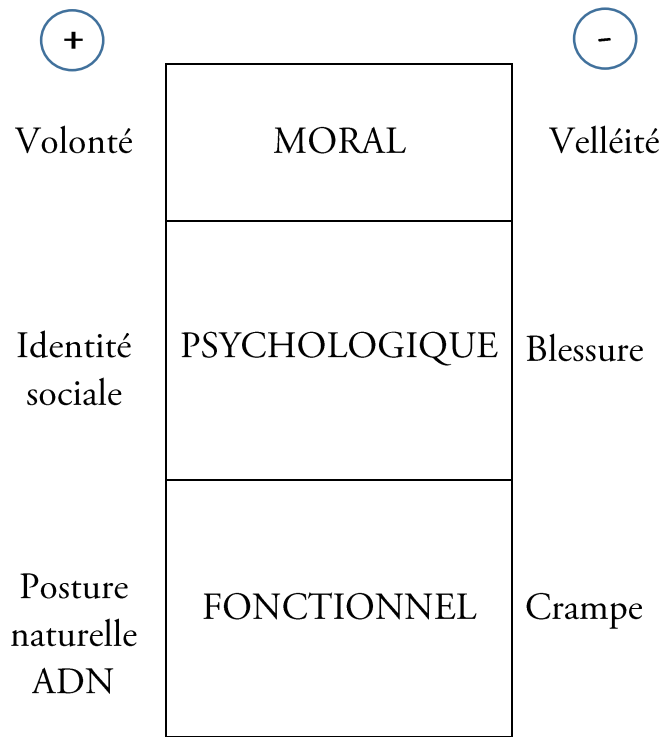 +
-
Volonté
MORAL
Velléité
Identité
sociale
PSYCHOLOGIQUE
Blessure
Posture
naturelle
ADN
FONCTIONNEL
Crampe